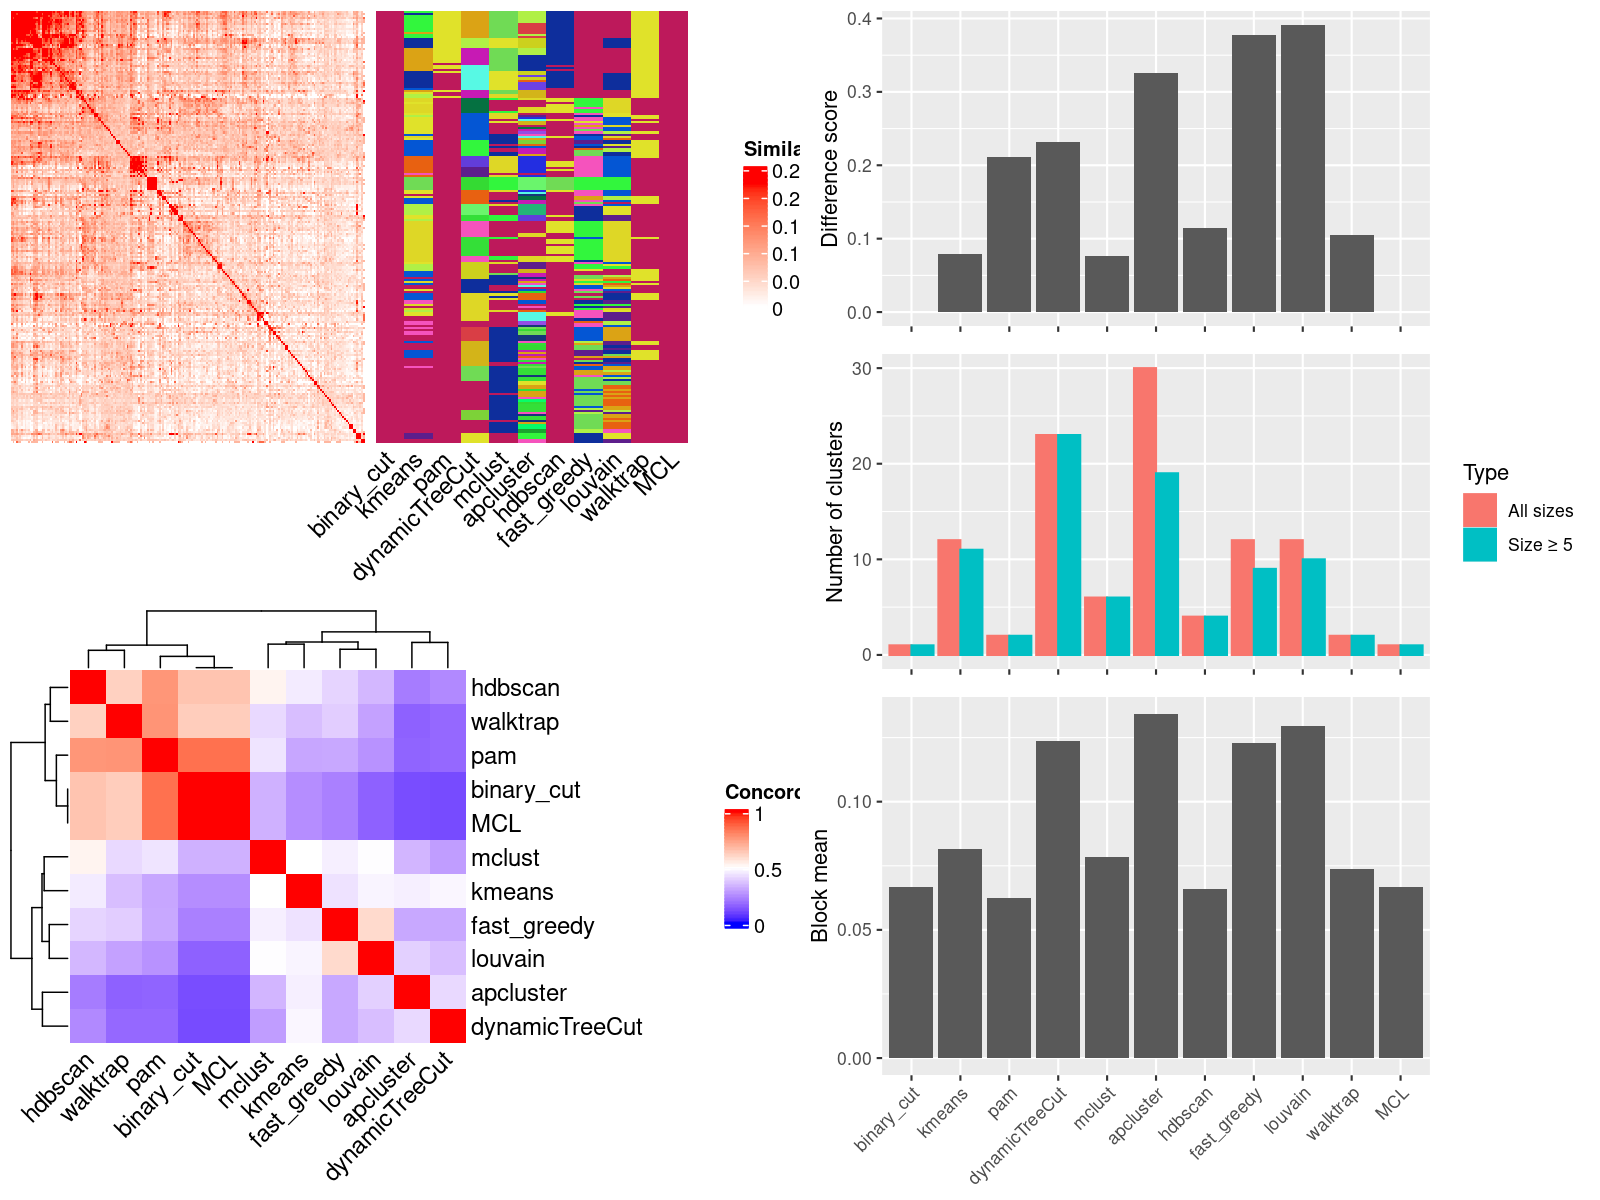 Simila
0.2
0.2
0.1
0.1
0.0
0
binary_cut
kmeans
pam
dynamicTreeCut
mclust
apcluster
hdbscan
fast_greedy
louvain
walktrap
MCL
hdbscan
walktrap
pam
binary_cut
MCL
mclust
kmeans
fast_greedy
louvain
apcluster
dynamicTreeCut
hdbscan
walktrap
pam
binary_cut
MCL
mclust
kmeans
fast_greedy
louvain
apcluster
dynamicTreeCut
Concord
1
0.5
0
Difference score
0.4
0.3
0.2
0.1
0.0
Number of clusters
30
20
10
0
Type
All sizes
Size ≥ 5
Block mean
0.10
0.05
0.00
binary_cut
kmeans
pam
dynamicTreeCut
mclust
apcluster
hdbscan
fast_greedy
louvain
walktrap
MCL